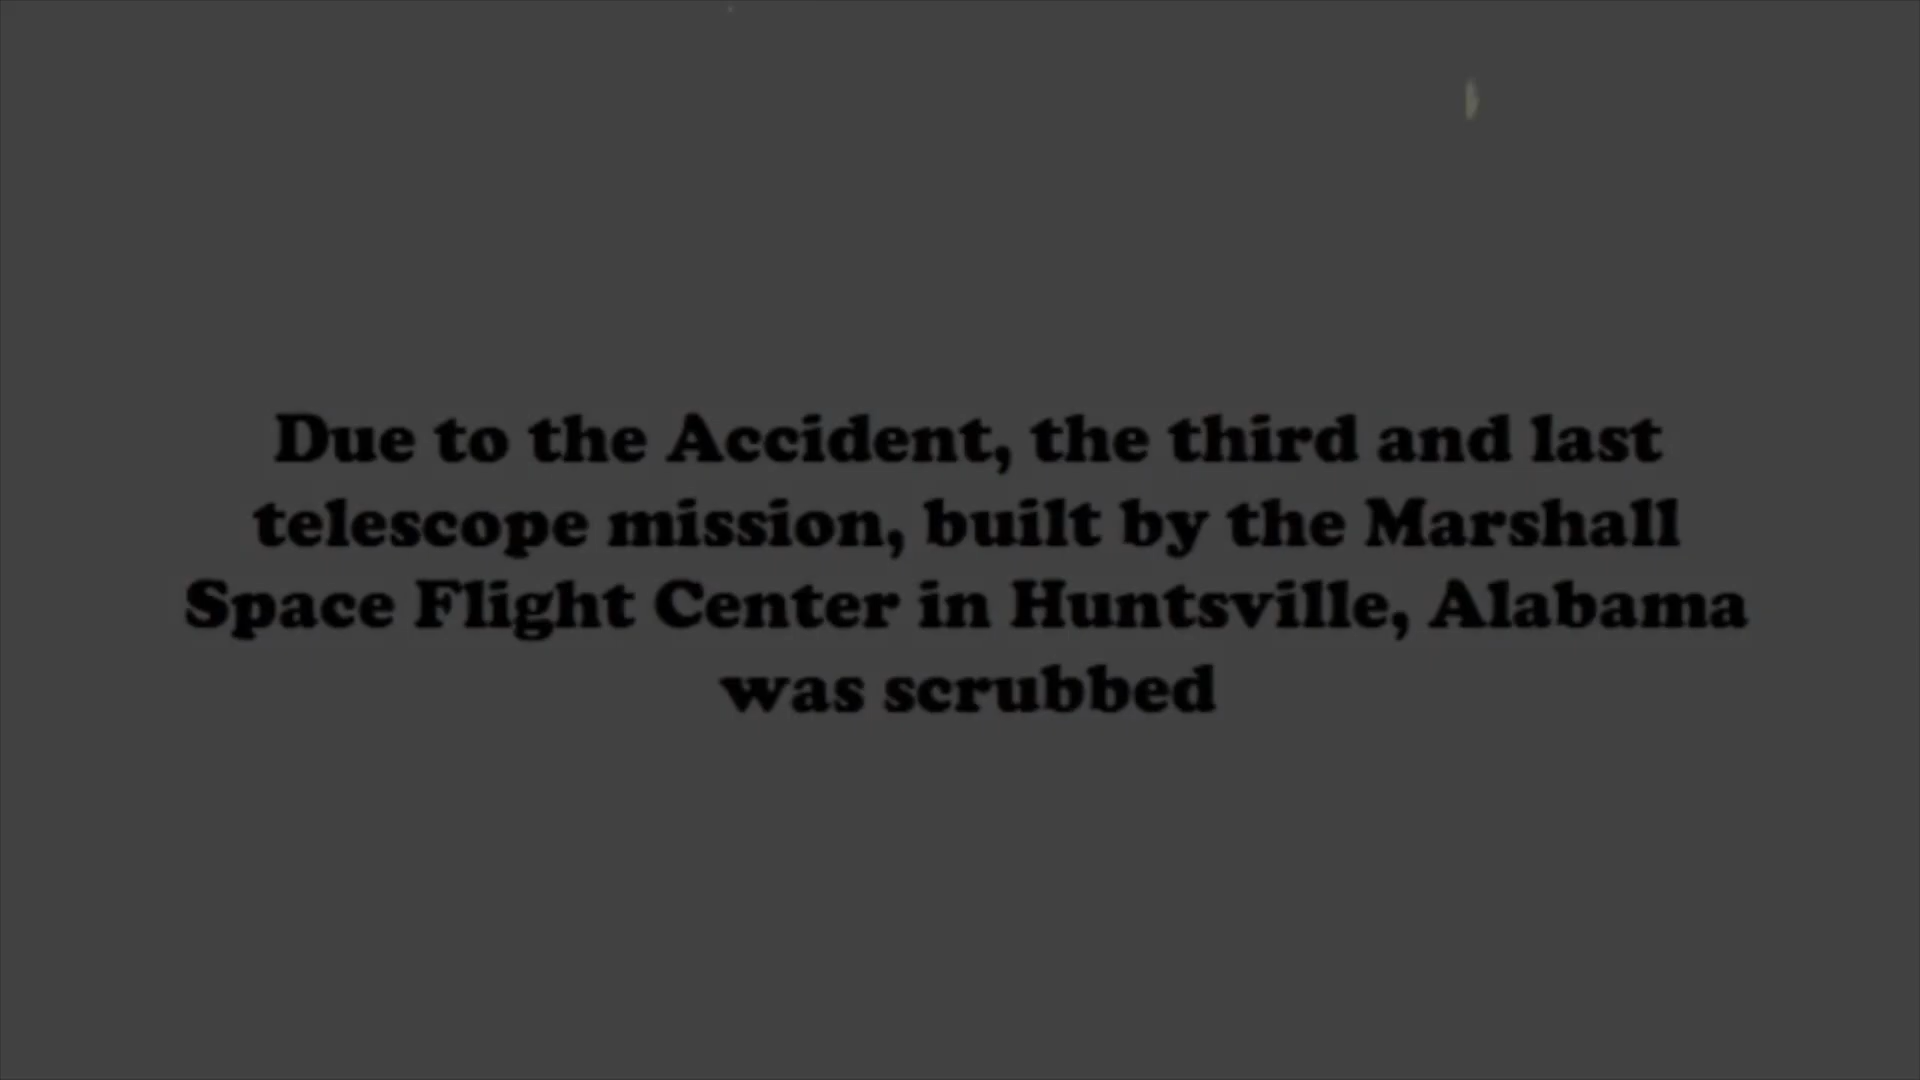 Due to the Accident, the third and last
telescope mission, built by the Marshall
Space Flight Center in Huntsville, Alabama
was scrubbed